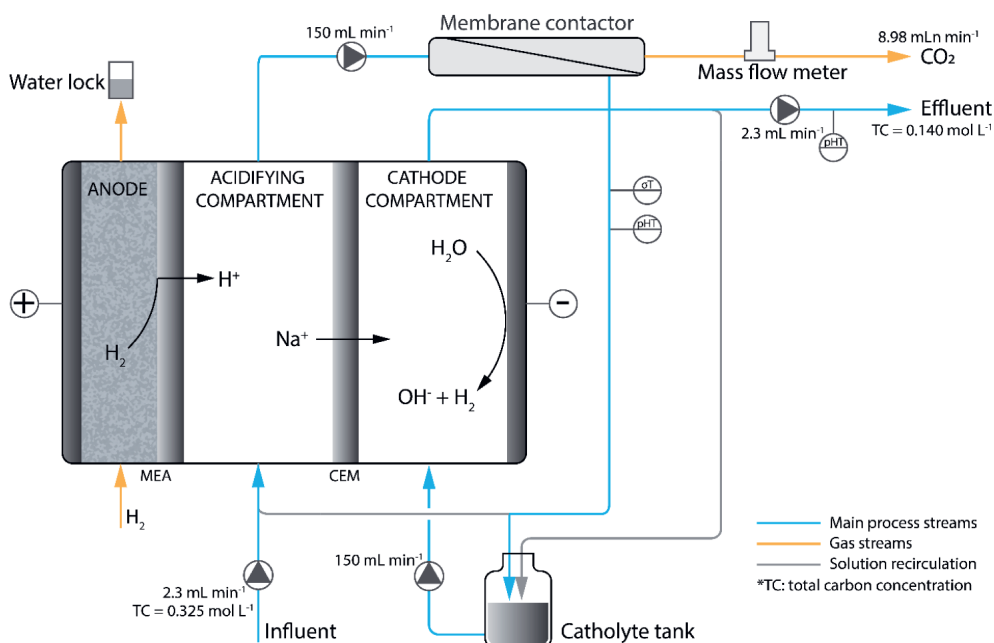 150 mL min⁻¹
Membrane contactor
8.98 mLn min⁻¹
CO₂
Mass flow meter
Water lock
Effluent
2.3 mL min⁻¹
TC = 0.140 mol L⁻¹
pHT
ANODE
ACIDIFYING
COMPARTMENT
CATHODE
COMPARTMENT
σT
pHT
H₂O
H⁺
+
-
Na⁺
H₂
OH⁻ + H₂
MEA
CEM
H₂
150 mL min⁻¹
2.3 mL min⁻¹
TC = 0.325 mol L⁻¹
Influent
Catholyte tank
Main process streams
Gas streams
Solution recirculation
*TC: total carbon concentration